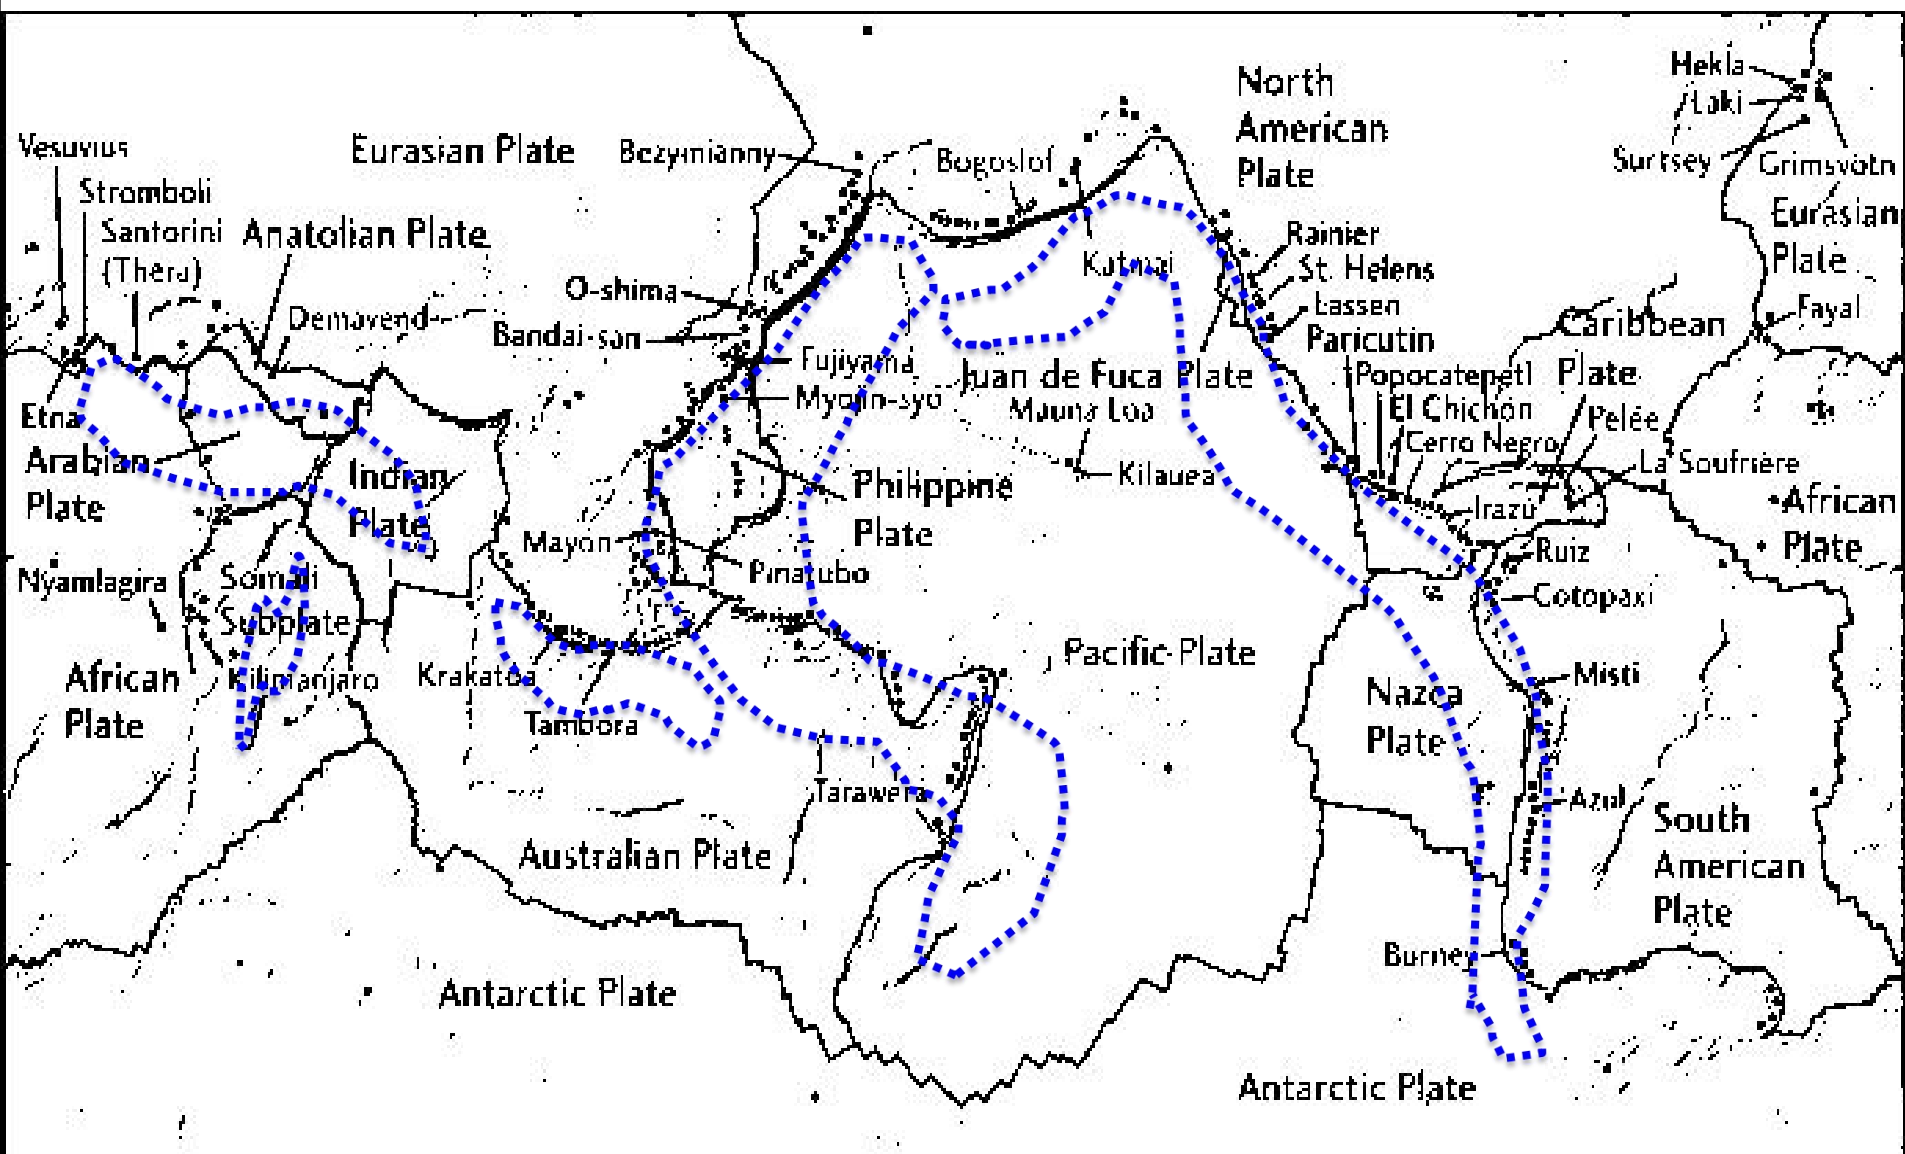 North
American
Plate
Hekla
Laki
Surtsey
Grimsvotn
Eurasian
Plate
Vesuvius
Stromboli
Santorini
(Thera)
Eurasian Plate
Anatolian Plate
Bezymianny
Bogoslof
Katmai
Rainier
St. Helens
Lassen
Paricutin
Popocatepetl
El Chichon
Cerro Negro
Caribbean
Plate
Fayal
Demavend
O-shima
Bandai-san
Fujiyama
Myojin-syo
Juan de Fuca Plate
Mauna Loa
Kilauea
Pelée
La Soufriere
African
Plate
Etna
Arabian
Plate
Indian
Plate
Philippine
Plate
Mayon
Pinatubo
Irazu
Ruiz
Cotopaxi
Nyamlagira
Somali
Subplate
African
Plate
Kilimanjaro
Krakatoa
Tambora
Pacific Plate
Nazca
Plate
Misti
Azul
Tarawera
Australian Plate
South
American
Plate
Burney
Antarctic Plate
Antarctic Plate